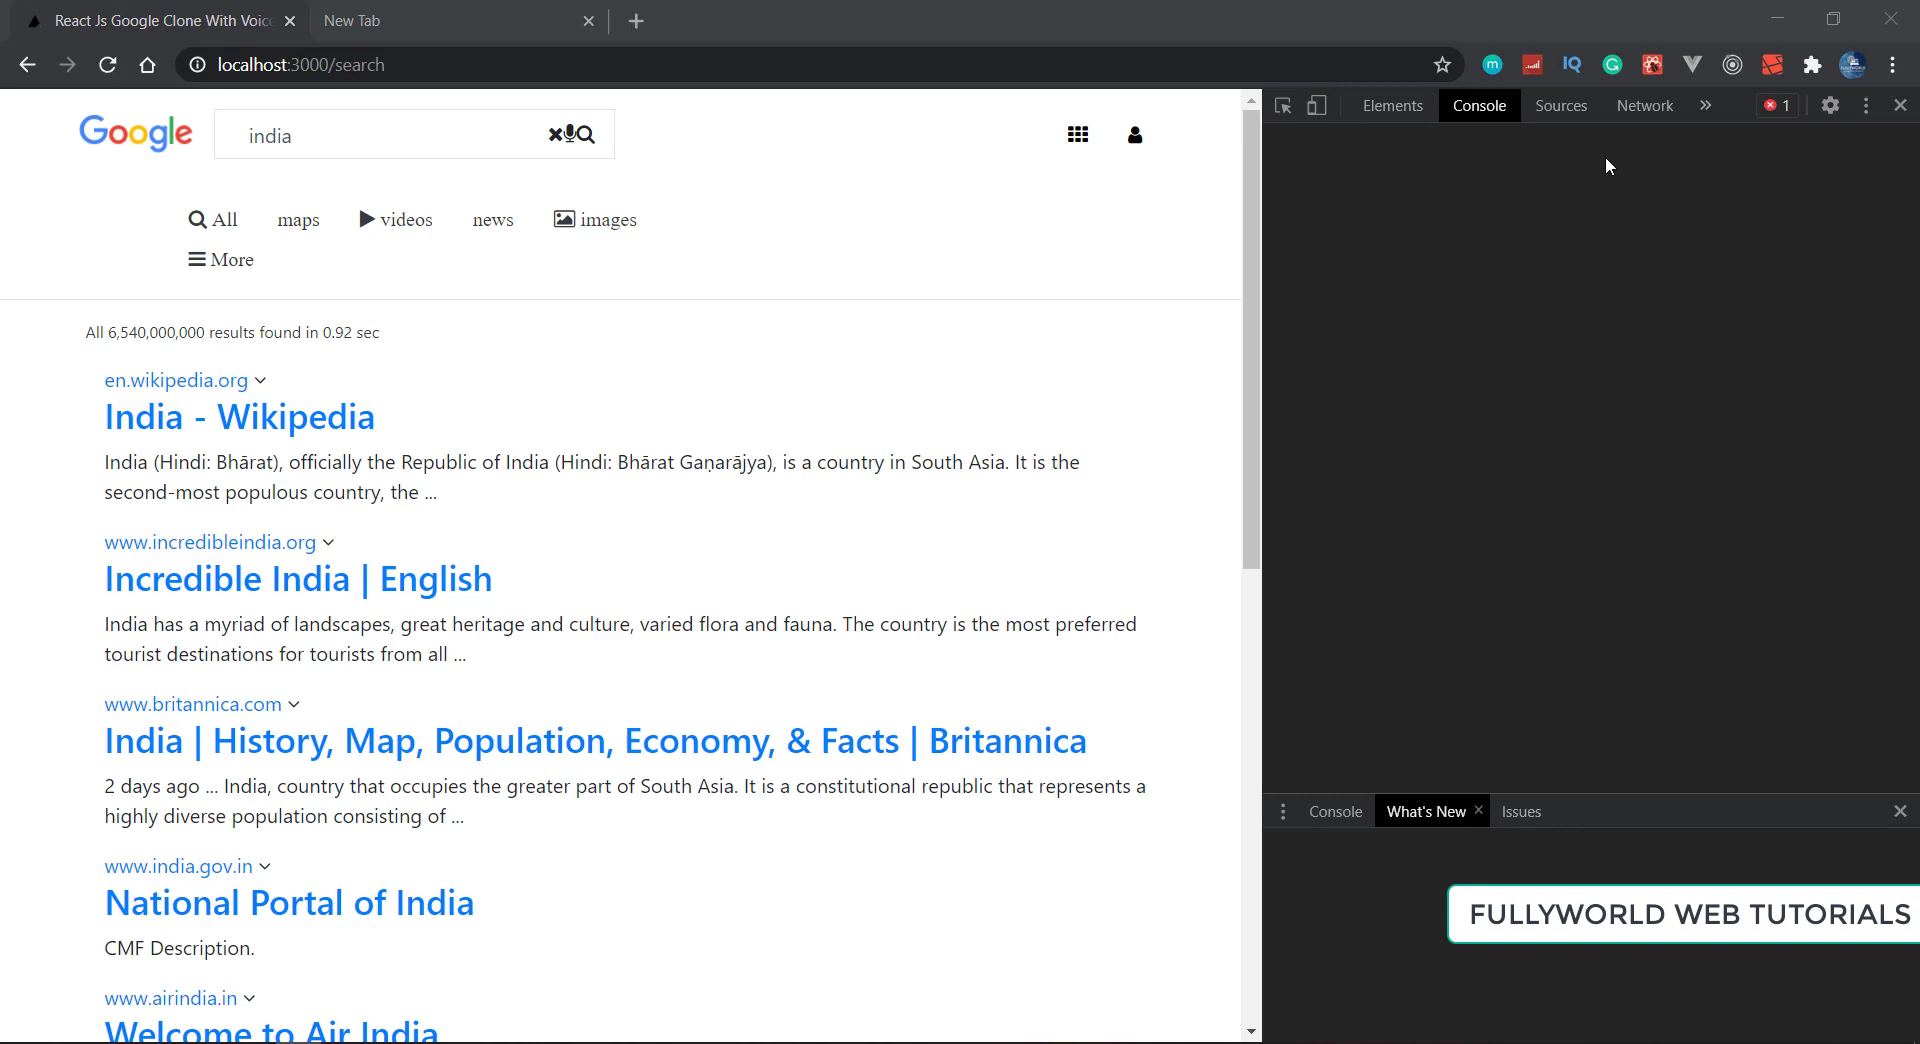 React Js Google Clone With Voic
New Tab
localhost:3000/search
Google
india
All
maps
videos
news
images
More
All 6,540,000,000 results found in 0.92 sec
en.wikipedia.org
India - Wikipedia
India (Hindi: Bhārat), officially the Republic of India (Hindi: Bhārat Gaṇarājya), is a country in South Asia. It is the
second-most populous country, the ...
www.incredibleindia.org
Incredible India | English
India has a myriad of landscapes, great heritage and culture, varied flora and fauna. The country is the most preferred
tourist destinations for tourists from all ...
www.britannica.com
India | History, Map, Population, Economy, & Facts | Britannica
2 days ago ... India, country that occupies the greater part of South Asia. It is a constitutional republic that represents a
highly diverse population consisting of ...
www.india.gov.in
National Portal of India
CMF Description.
www.airindia.in
Welcome to Air India
Elements
Console
Sources
Network
1
Console
What's New
Issues
FULLYWORLD WEB TUTORIALS